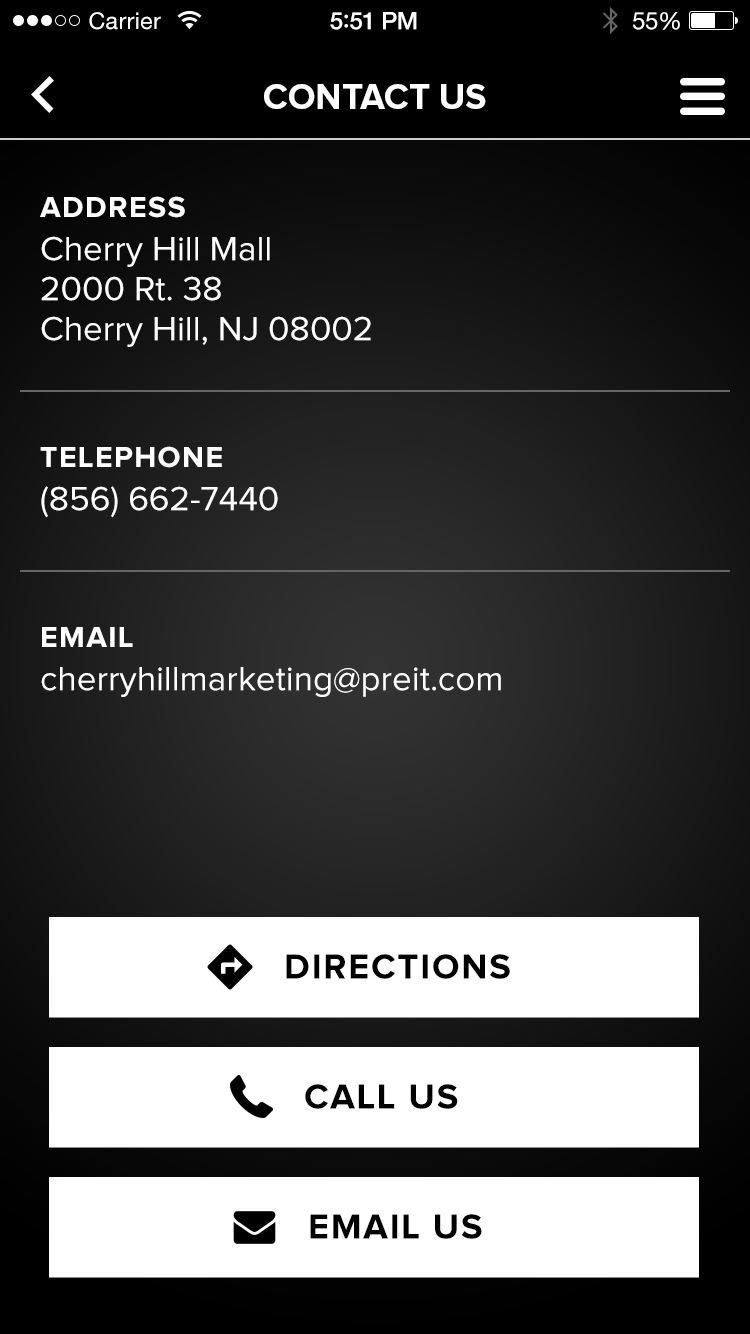 Carrier 5:51 PM 55%
CONTACT US
ADDRESS
Cherry Hill Mall
2000 Rt. 38
Cherry Hill, NJ 08002
TELEPHONE
(856) 662-7440
EMAIL
cherryhillmarketing@preit.com
DIRECTIONS
CALL US
EMAIL US